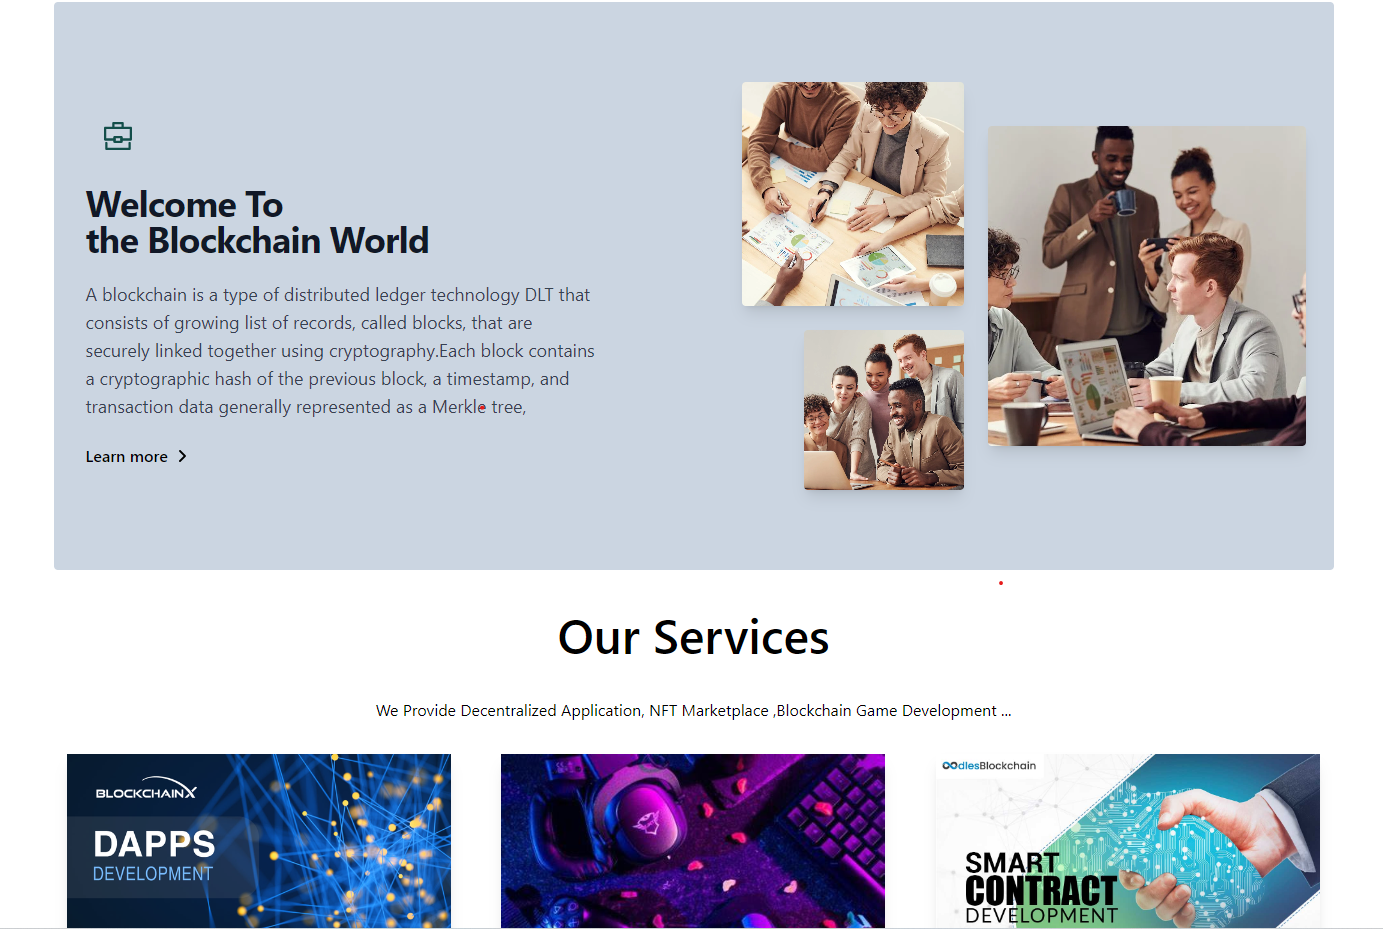 Welcome To
the Blockchain World
A blockchain is a type of distributed ledger technology DLT that
consists of growing list of records, called blocks, that are
securely linked together using cryptography.Each block contains
a cryptographic hash of the previous block, a timestamp, and
transaction data generally represented as a Merkle tree,
Learn more
Our Services
We Provide Decentralized Application, NFT Marketplace ,Blockchain Game Development ...
BLOCKCHAINX
DAPPS
DEVELOPMENT
OodlesBlockchain
SMART
CONTRACT
DEVELOPMENT